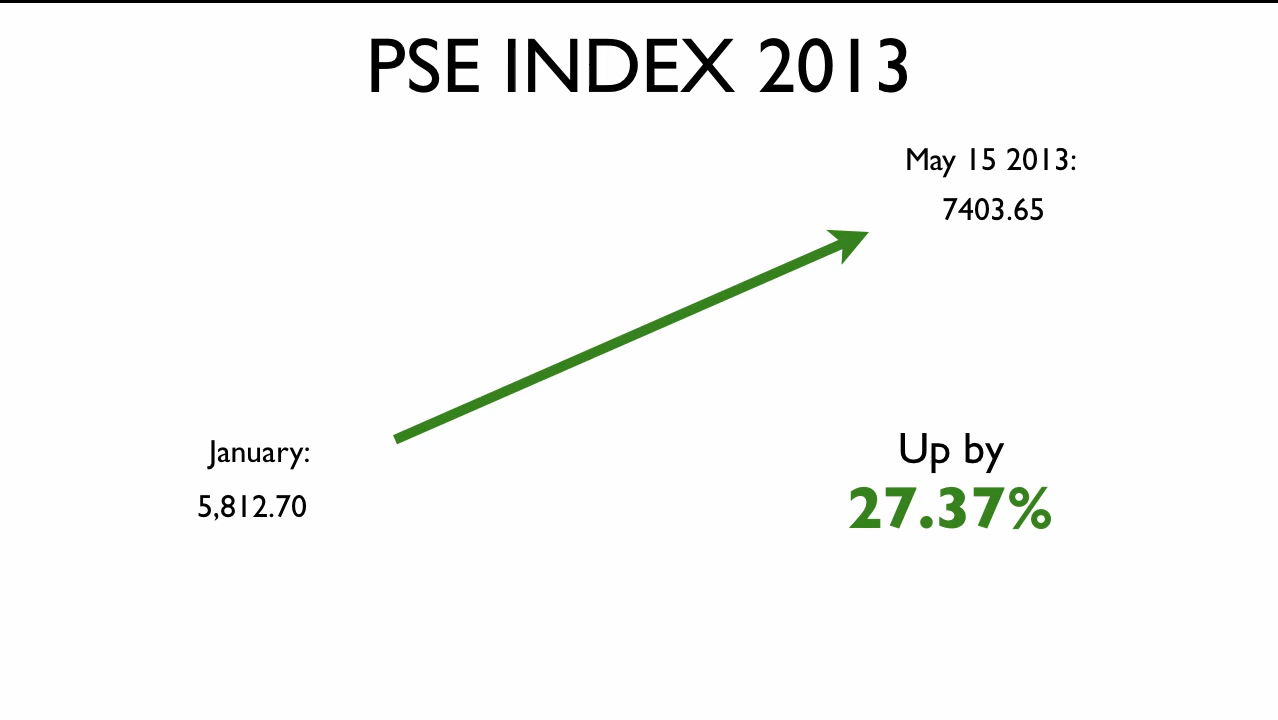 PSE INDEX 2013
May 15 2013:
7403.65
January:
5,812.70
Up by
27.37%